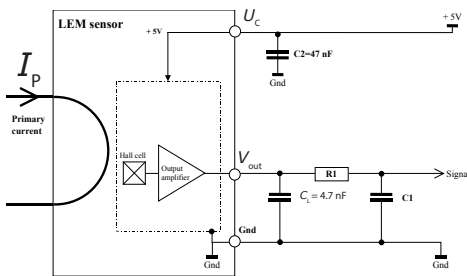 LEM sensor
U C
+ 5V
+ 5V
C2=47 nF
Gnd
I P
Primary
current
Hall cell
Output
amplifier
V out
R1
Signal
C L = 4.7 nF
C1
Gnd
Gnd
Gnd